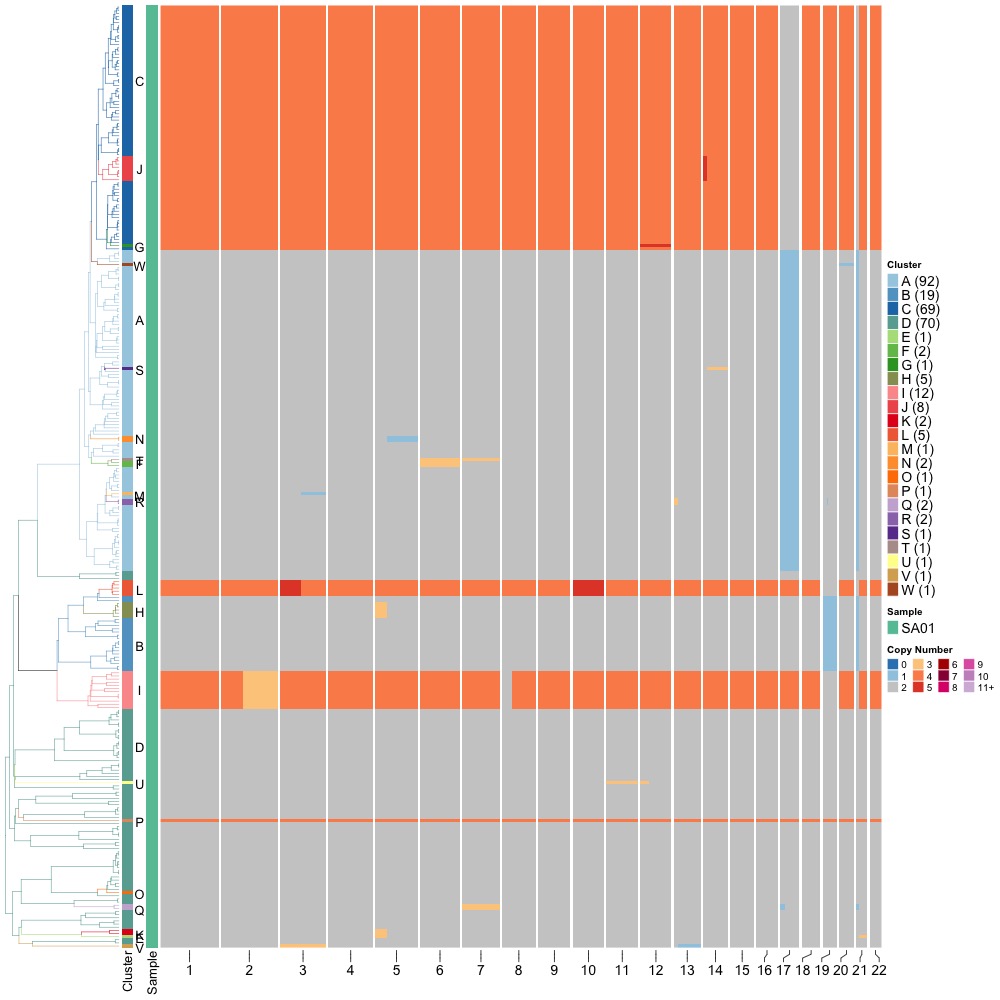 C
J
G
W
A
S
N
T
F
M
R
L
H
B
I
D
U
P
O
Q
K
E
V
Cluster
A (92)
B (19)
C (69)
D (70)
E (1)
F (2)
G (1)
H (5)
I (12)
J (8)
K (2)
L (5)
M (1)
N (2)
O (1)
P (1)
Q (2)
R (2)
S (1)
T (1)
U (1)
V (1)
W (1)
Sample
SA01
Copy Number
0 3 6 9
1 4 7 10
2 5 8 11+
Cluster
Sample
1 2 3 4 5 6 7 8 9 10 11 12 13 14 15 16 17 18 19 20 21 22